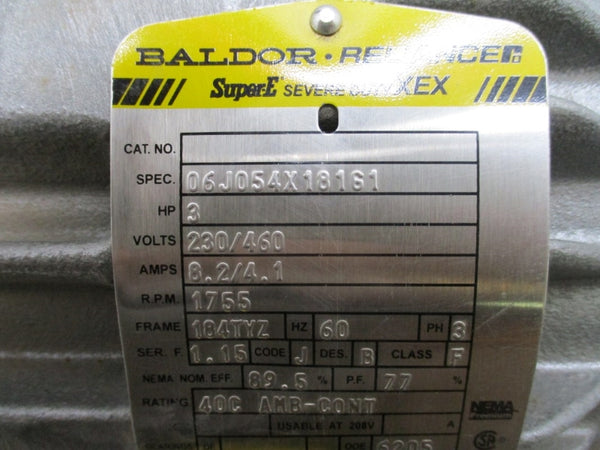 BALDOR · RELIANCE
Super-E SEVERE DUTY XEX
CAT. NO.
SPEC. 06J054X181G1
HP 3
VOLTS 230/460
AMPS 8.2/4.1
R.P.M. 1755
FRAME 184TYZ HZ 60 PH 3
SER. F. 1.15 CODE J DES. B CLASS F
NEMA NOM. EFF. 89.5 % P.F. 77 %
RATING 40C AMB-CONT NEMA
USABLE AT 208V A
6205